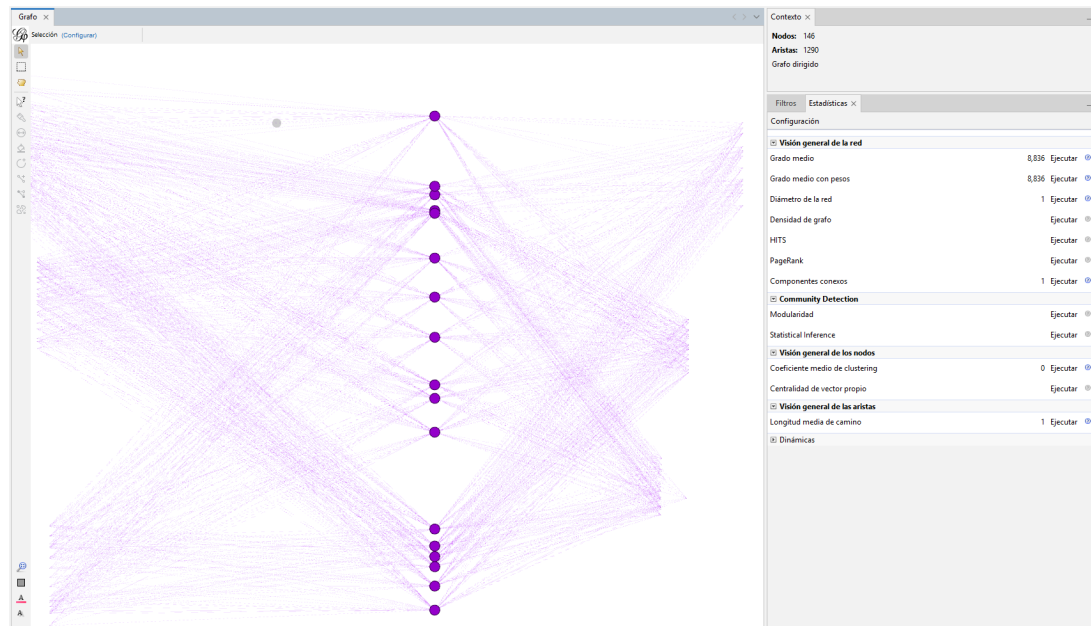 Grafo ×
Selección (Configurar)
A
A
Contexto ×
Nodos: 146
Aristas: 1290
Grafo dirigido
Filtros Estadísticas ×
Configuración
Visión general de la red
Grado medio 8,836 Ejecutar
Grado medio con pesos 8,836 Ejecutar
Diámetro de la red 1 Ejecutar
Densidad de grafo Ejecutar
HITS Ejecutar
PageRank Ejecutar
Componentes conexos 1 Ejecutar
Community Detection
Modularidad Ejecutar
Statistical Inference Ejecutar
Visión general de los nodos
Coeficiente medio de clustering 0 Ejecutar
Centralidad de vector propio Ejecutar
Visión general de las aristas
Longitud media de camino 1 Ejecutar
Dinámicas